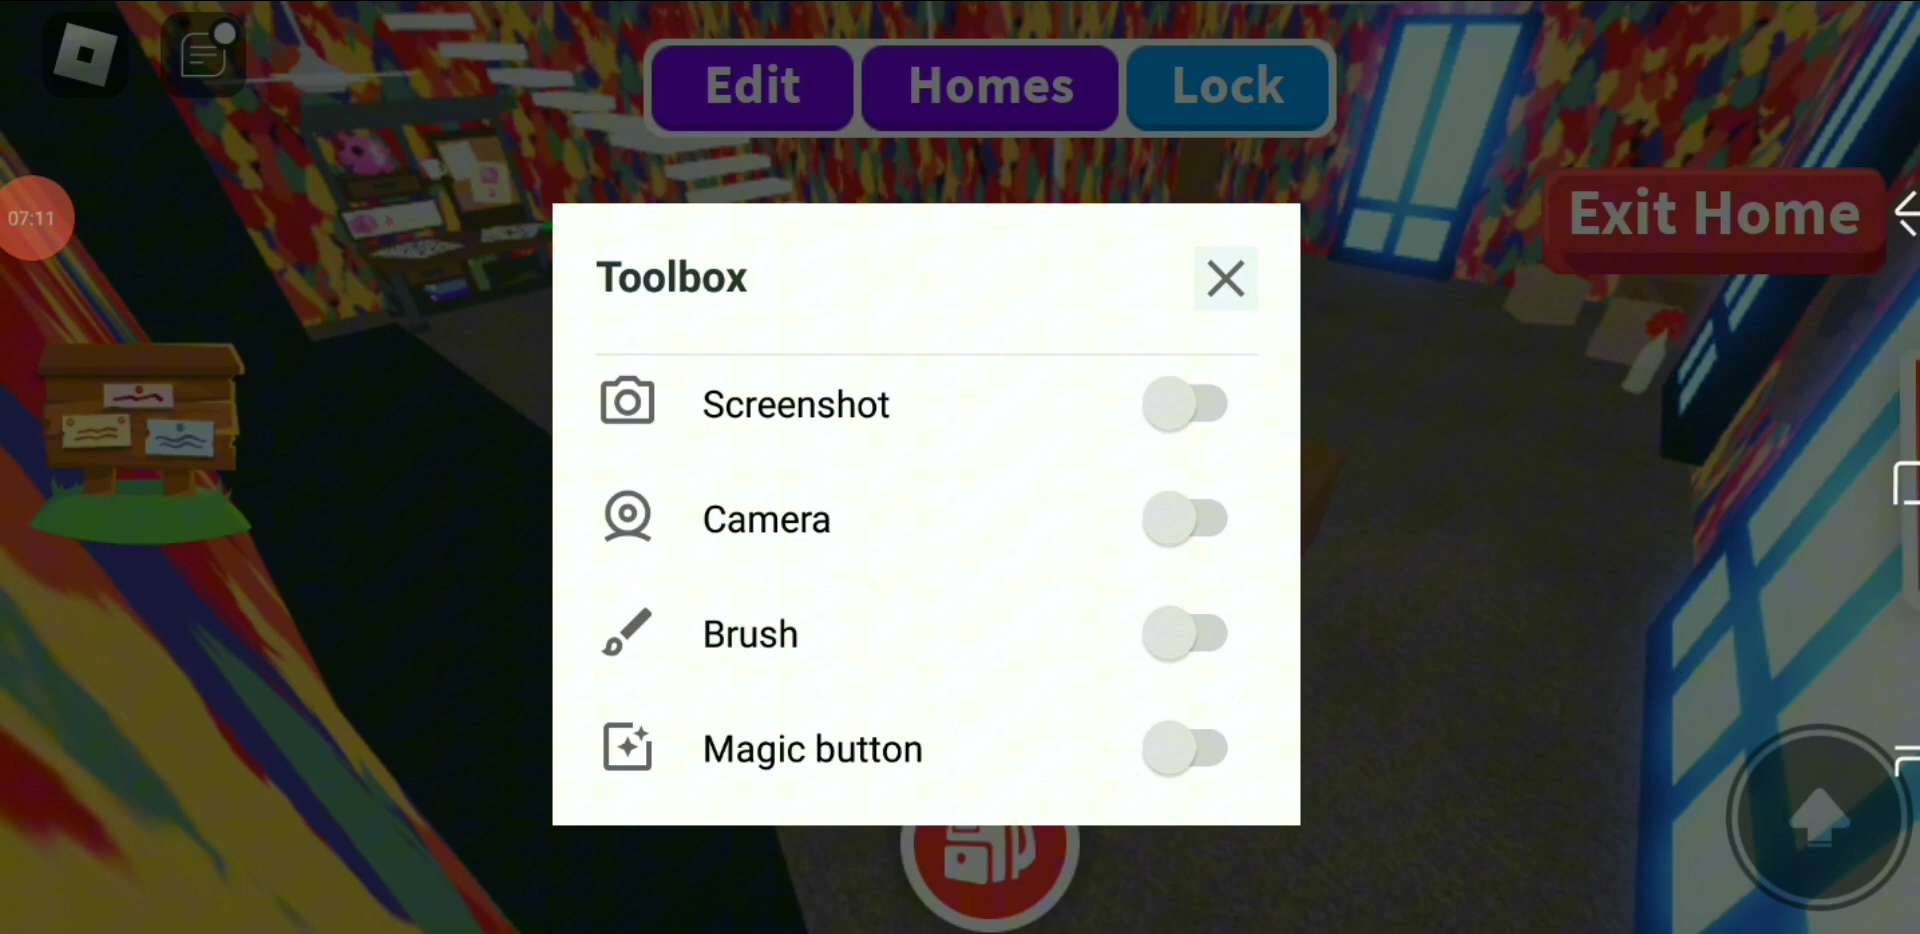 Edit Homes Lock
Exit Home
07:11
Toolbox
Screenshot
Camera
Brush
Magic button